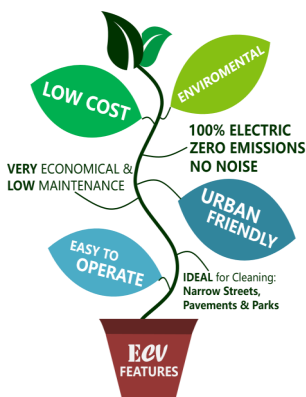 LOW COST
ENVIROMENTAL
100% ELECTRIC
ZERO EMISSIONS
NO NOISE
VERY ECONOMICAL &
LOW MAINTENANCE
URBAN
FRIENDLY
EASY TO
OPERATE
IDEAL for Cleaning:
Narrow Streets,
Pavements & Parks
ECV
FEATURES